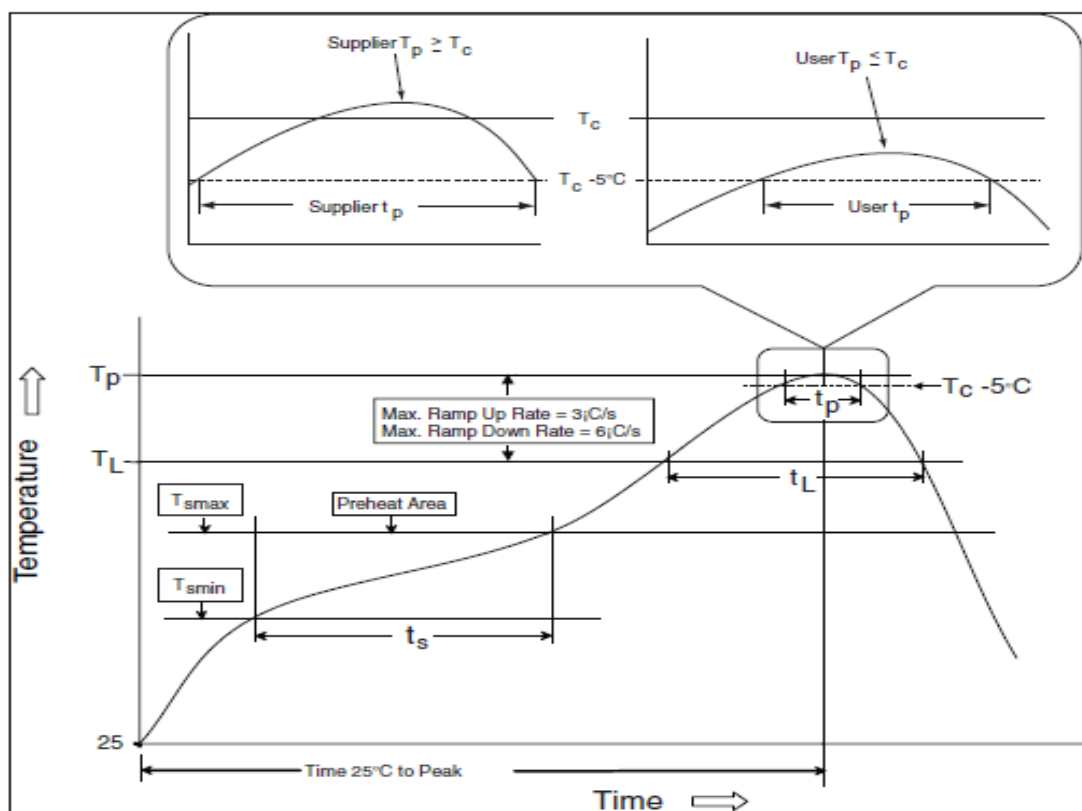 Supplier Tp ≥ Tc
User Tp ≤ Tc
Tc
Tc -5°C
Supplier tp
User tp
Tp
Tc -5°C
tp
Max. Ramp Up Rate = 3¡C/s
Max. Ramp Down Rate = 6¡C/s
TL
tL
Tsmax
Preheat Area
Tsmin
ts
Temperature
25
Time 25°C to Peak
Time